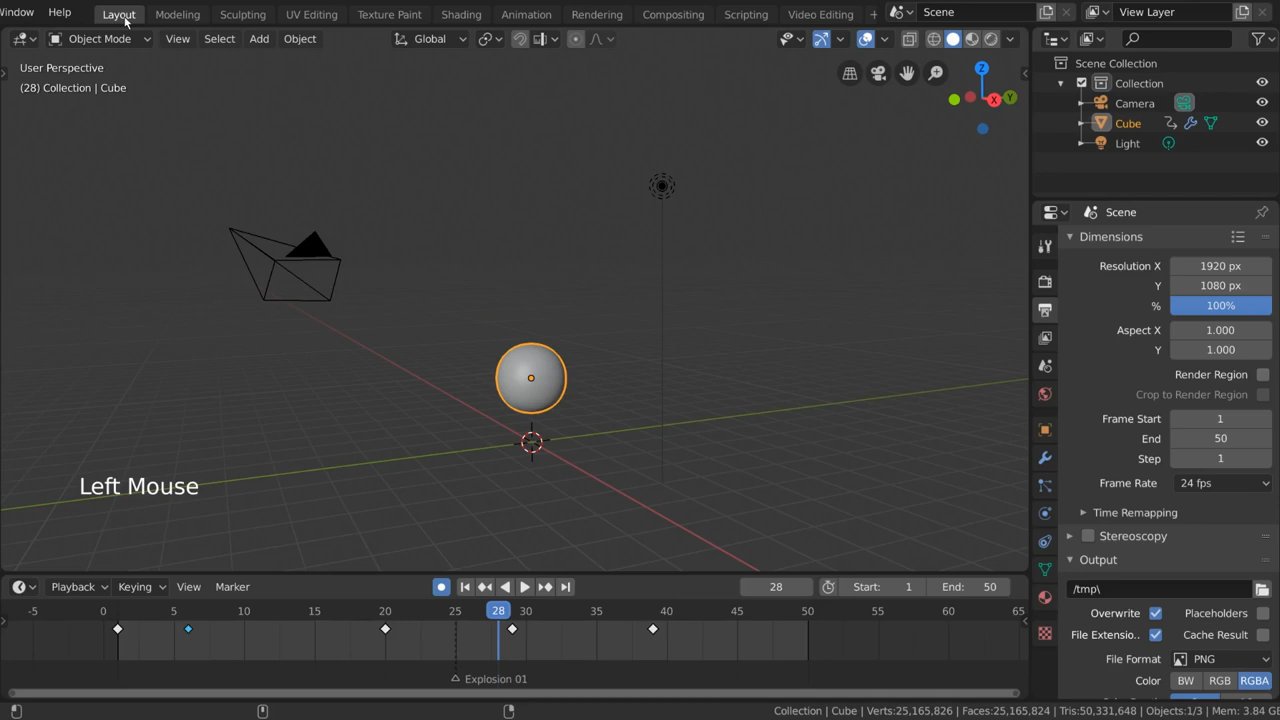 Window Help Layout Modeling Sculpting UV Editing Texture Paint Shading Animation Rendering Compositing Scripting Video Editing + Scene View Layer
Object Mode View Select Add Object Global
User Perspective
(28) Collection | Cube
Z
X
Y
Scene Collection
Collection
Camera
Cube
Light
Scene
Dimensions
Resolution X 1920 px
Y 1080 px
% 100%
Aspect X 1.000
Y 1.000
Render Region
Crop to Render Region
Frame Start 1
End 50
Step 1
Frame Rate 24 fps
Time Remapping
Stereoscopy
Output
/tmp\
Overwrite Placeholders
File Extensio.. Cache Result
File Format PNG
Color BW RGB RGBA
Left Mouse
Playback Keying View Marker 28 Start: 1 End: 50
-5 0 5 10 15 20 25 28 30 35 40 45 50 55 60 65
Explosion 01
Collection | Cube | Verts:25,165,826 | Faces:25,165,824 | Tris:50,331,648 | Objects:1/3 | Mem: 3.84 G